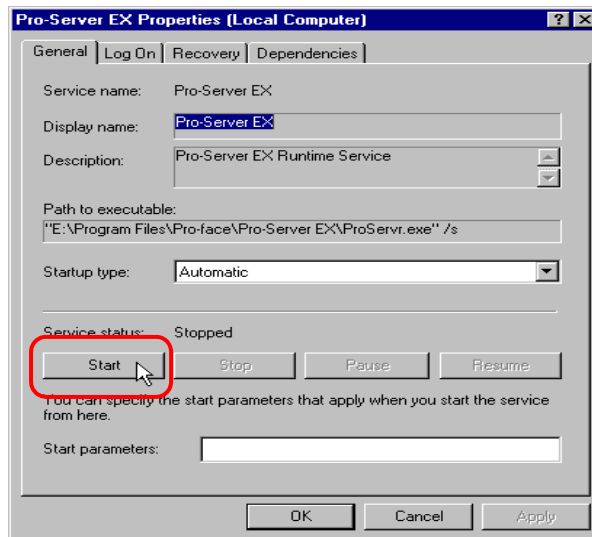 Pro-Server EX Properties (Local Computer)
General Log On Recovery Dependencies
Service name: Pro-Server EX
Display name: Pro-Server EX
Description: Pro-Server EX Runtime Service
Path to executable:
"E:\Program Files\Pro-face\Pro-Server EX\ProServr.exe" /s
Startup type: Automatic
Service status: Stopped
Start Stop Pause Resume
You can specify the start parameters that apply when you start the service
from here.
Start parameters:
OK Cancel Apply